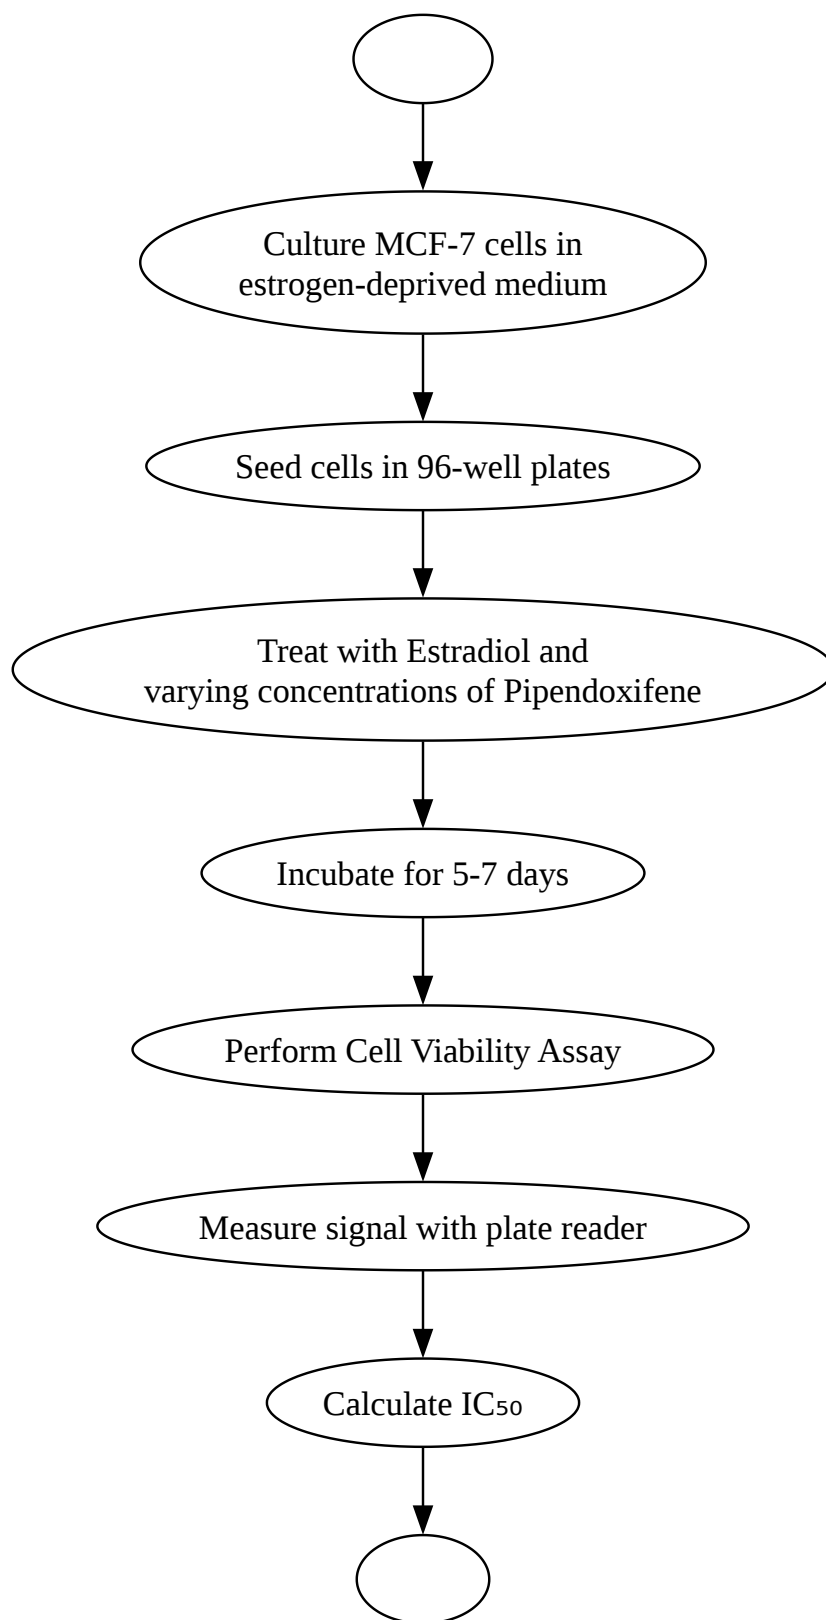 Culture MCF-7 cells in
estrogen-deprived medium
Seed cells in 96-well plates
Treat with Estradiol and
varying concentrations of Pipendoxifene
Incubate for 5-7 days
Perform Cell Viability Assay
Measure signal with plate reader
Calculate IC₅₀